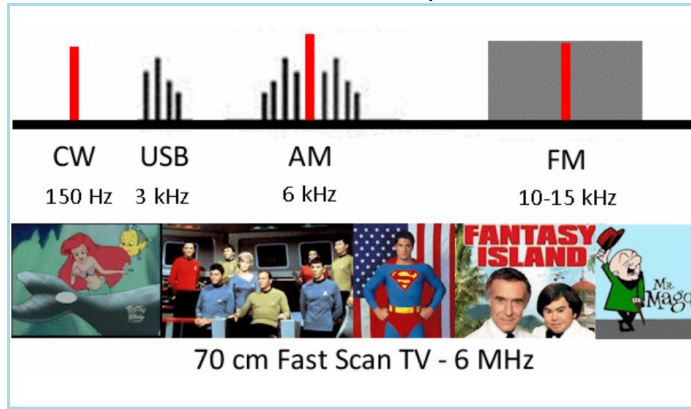 CW USB AM FM
150 Hz 3 kHz 6 kHz 10-15 kHz
FANTASY
ISLAND
MR.
70 cm Fast Scan TV - 6 MHz